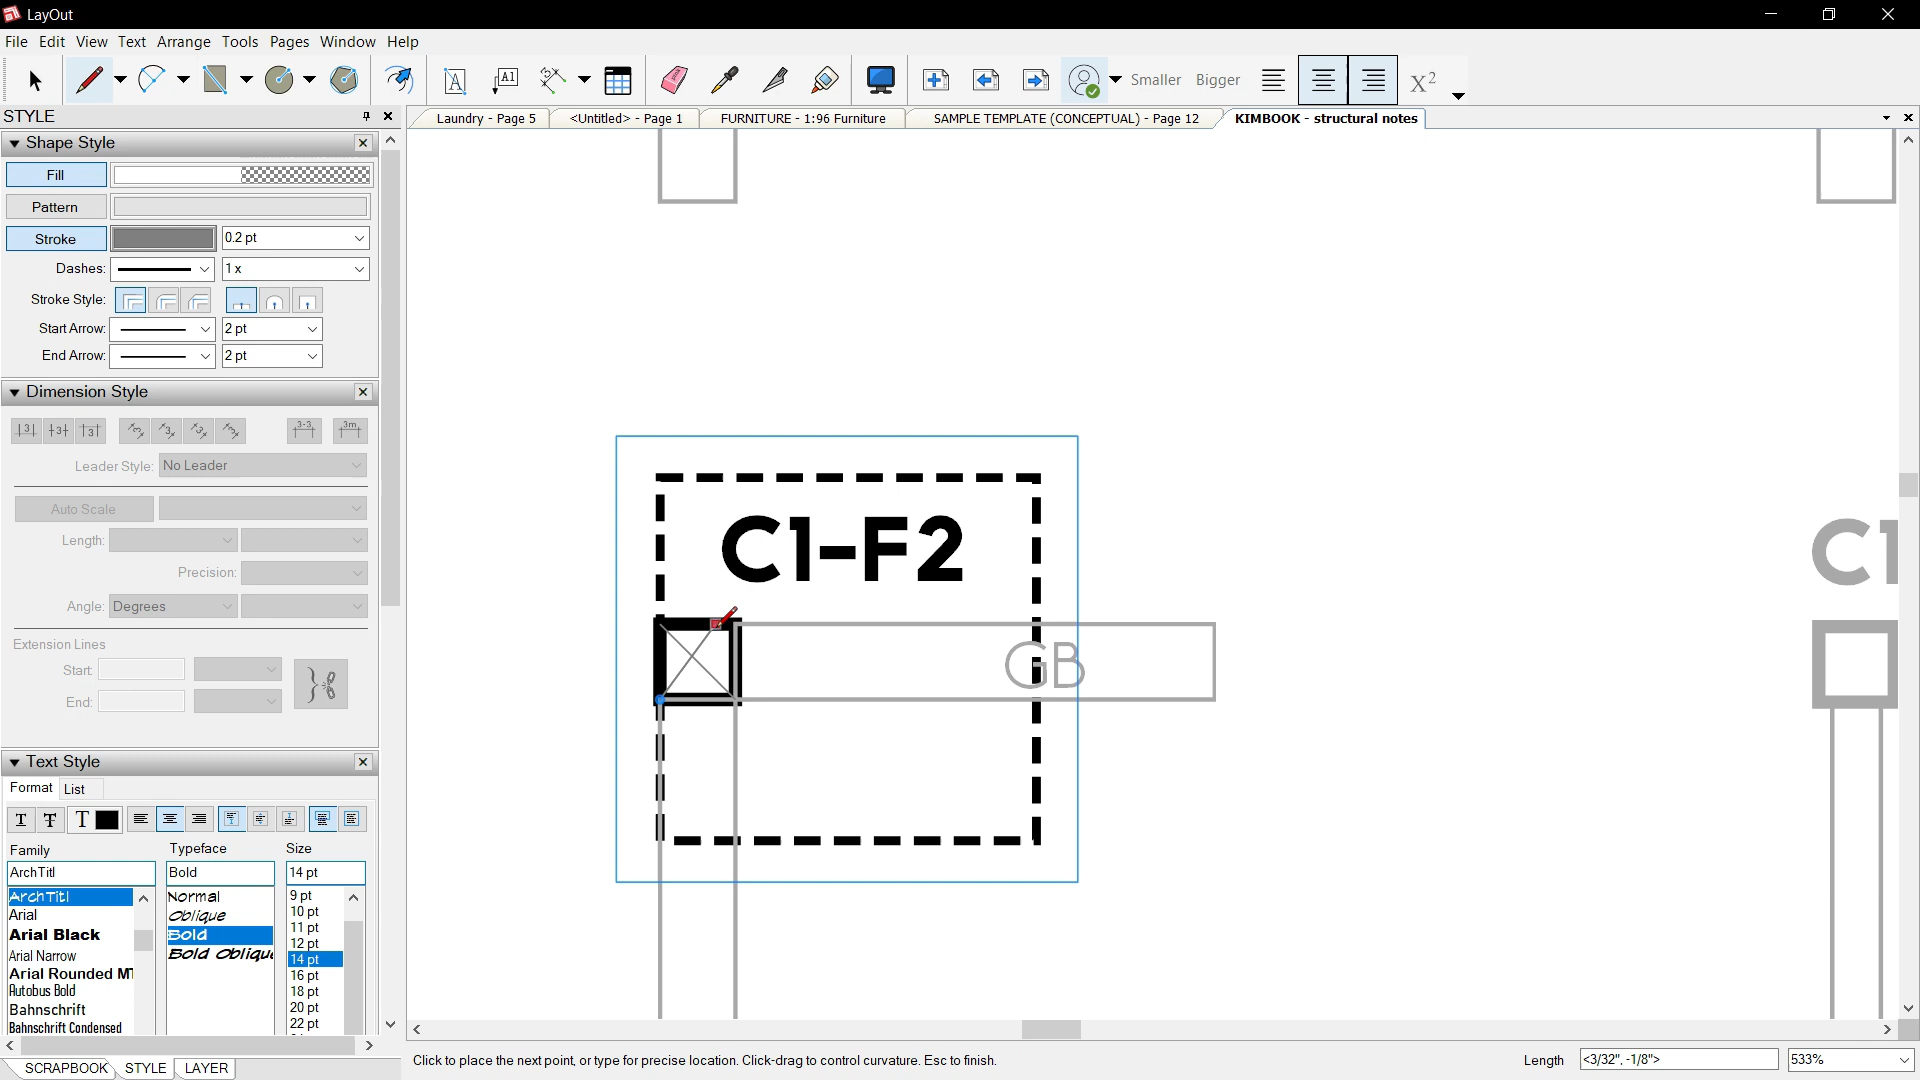 LayOut
File Edit View Text Arrange Tools Pages Window Help
A A1 Smaller Bigger X2
STYLE
Laundry - Page 5 <Untitled> - Page 1 FURNITURE - 1:96 Furniture SAMPLE TEMPLATE (CONCEPTUAL) - Page 12 KIMBOOK - structural notes
Shape Style
Fill
Pattern
Stroke 0.2 pt
Dashes: 1 x
Stroke Style:
Start Arrow: 2 pt
End Arrow: 2 pt
Dimension Style
Leader Style: No Leader
Auto Scale
Length:
Precision:
Angle: Degrees
Extension Lines
Start:
End:
C1-F2
GB
C1
Text Style
Format List
T T T
Family Typeface Size
ArchTitl Bold 14 pt
ArchTitl Normal 9 pt
Arial Oblique 10 pt
Arial Black Bold 11 pt
Arial Narrow Bold Oblique 12 pt
Arial Rounded MT 14 pt
Autobus Bold 16 pt
Bahnschrift 18 pt
Bahnschrift Condensed 20 pt
22 pt
SCRAPBOOK STYLE LAYER
Click to place the next point, or type for precise location. Click-drag to control curvature. Esc to finish. Length <3/32", -1/8"> 533%